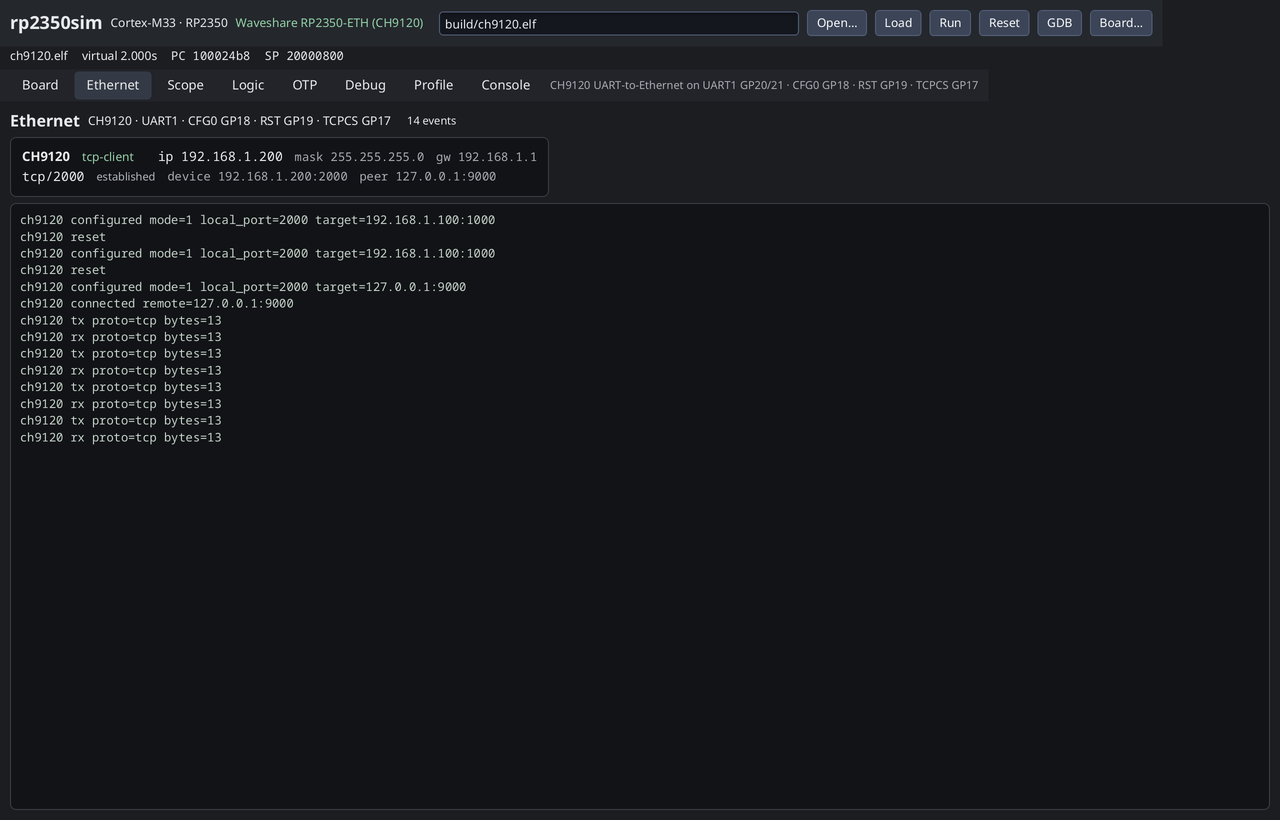 rp2350sim Cortex-M33 · RP2350 Waveshare RP2350-ETH (CH9120) build/ch9120.elf Open... Load Run Reset GDB Board...
ch9120.elf virtual 2.000s PC 100024b8 SP 20000800
Board Ethernet Scope Logic OTP Debug Profile Console CH9120 UART-to-Ethernet on UART1 GP20/21 · CFG0 GP18 · RST GP19 · TCPCS GP17
Ethernet CH9120 · UART1 · CFG0 GP18 · RST GP19 · TCPCS GP17 14 events
CH9120 tcp-client ip 192.168.1.200 mask 255.255.255.0 gw 192.168.1.1
tcp/2000 established device 192.168.1.200:2000 peer 127.0.0.1:9000
ch9120 configured mode=1 local_port=2000 target=192.168.1.100:1000
ch9120 reset
ch9120 configured mode=1 local_port=2000 target=192.168.1.100:1000
ch9120 reset
ch9120 configured mode=1 local_port=2000 target=127.0.0.1:9000
ch9120 connected remote=127.0.0.1:9000
ch9120 tx proto=tcp bytes=13
ch9120 rx proto=tcp bytes=13
ch9120 tx proto=tcp bytes=13
ch9120 rx proto=tcp bytes=13
ch9120 tx proto=tcp bytes=13
ch9120 rx proto=tcp bytes=13
ch9120 tx proto=tcp bytes=13
ch9120 rx proto=tcp bytes=13